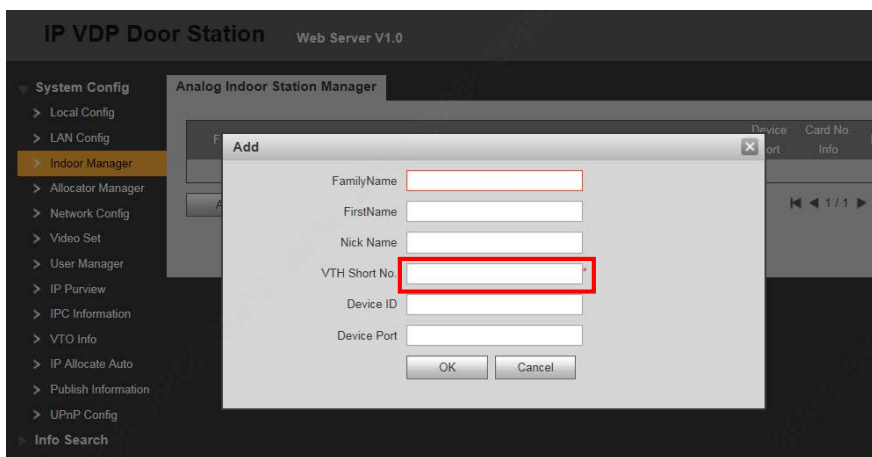 IP VDP Door Station Web Server V1.0
System Config
> Local Config
> LAN Config
> Indoor Manager
> Allocator Manager
> Network Config
> Video Set
> User Manager
> IP Purview
> IPC Information
> VTO Info
> IP Allocate Auto
> Publish Information
> UPnP Config
Info Search
Analog Indoor Station Manager
F
Device
ort
Card No.
Info
A
1/1
Add
FamilyName
FirstName
Nick Name
VTH Short No. *
Device ID
Device Port
OK Cancel